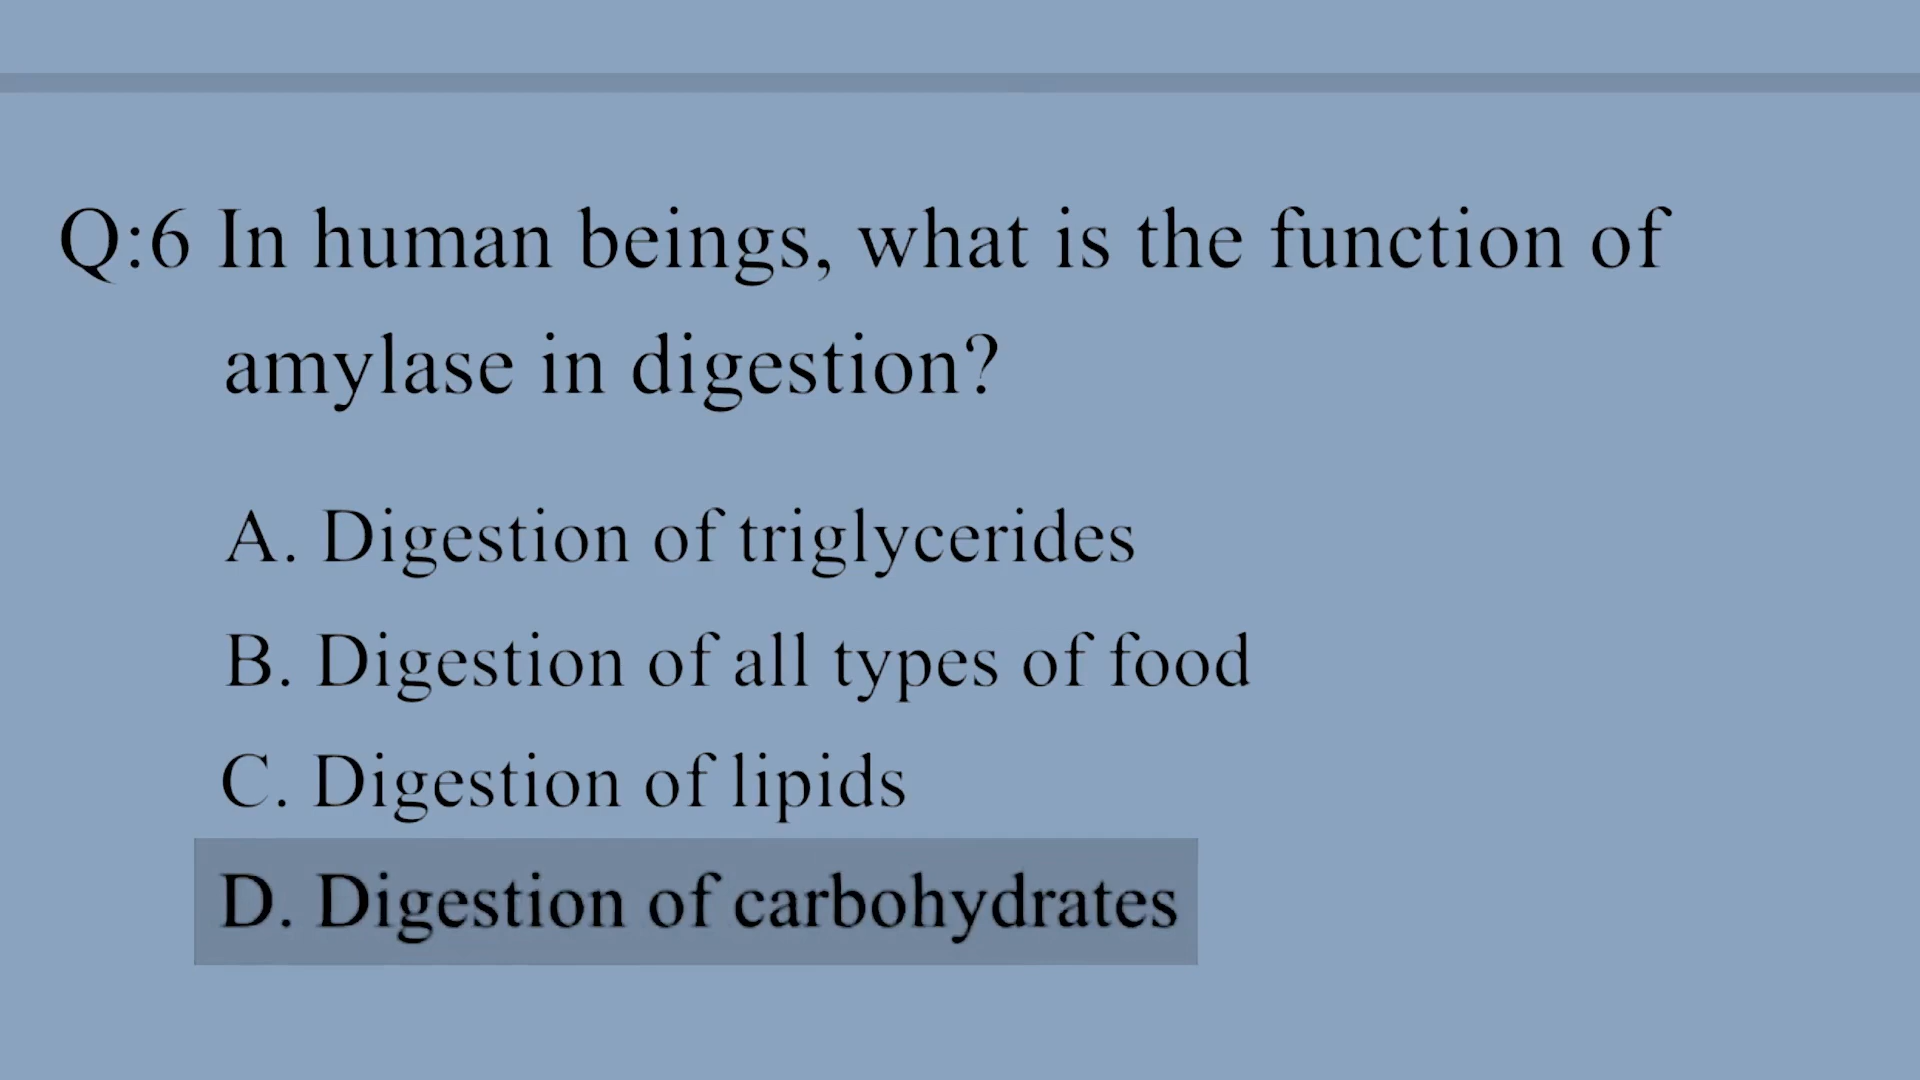 Q:6 In human beings, what is the function of
amylase in digestion?
A. Digestion of triglycerides
B. Digestion of all types of food
C. Digestion of lipids
D. Digestion of carbohydrates